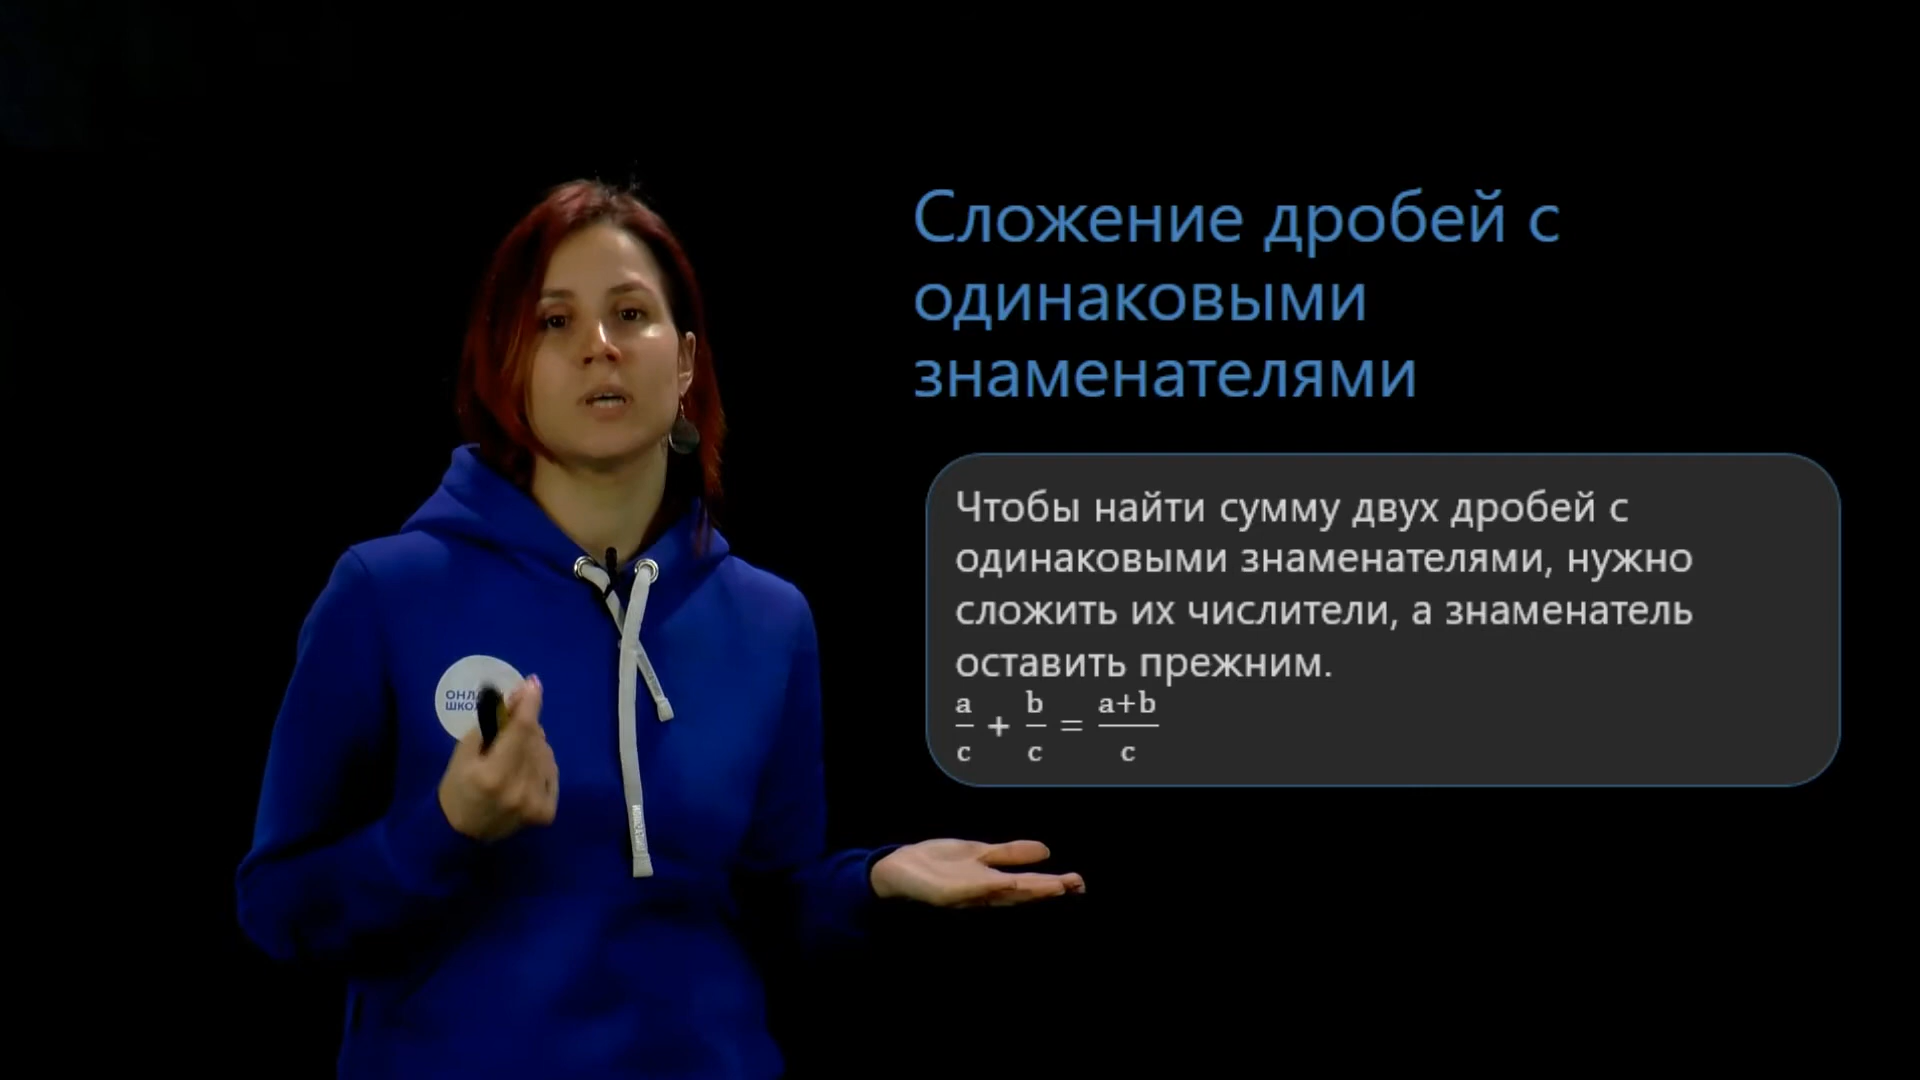 Сложение дробей с
одинаковыми
знаменателями
Чтобы найти сумму двух дробей с
одинаковыми знаменателями, нужно
сложить их числители, а знаменатель
оставить прежним.
a/c + b/c = a+b/c